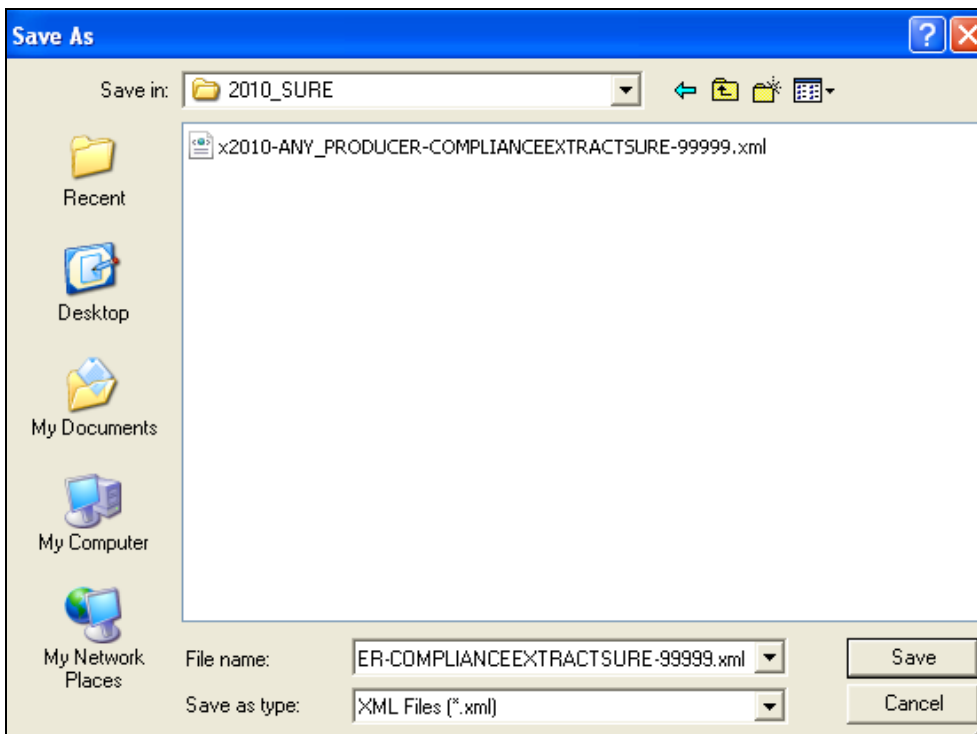 Save As
Save in: 2010_SURE
x2010-ANY_PRODUCER-COMPLIANCEEXTRACTSURE-99999.xml
Recent
Desktop
My Documents
My Computer
My Network
Places
File name: ER-COMPLIANCEEXTRACTSURE-99999.xml Save
Save as type: XML Files (*.xml) Cancel